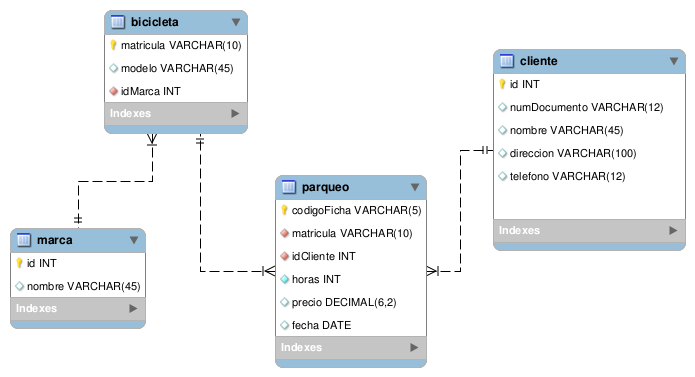 bicicleta
matricula VARCHAR(10)
modelo VARCHAR(45)
idMarca INT
Indexes
cliente
id INT
numDocumento VARCHAR(12)
nombre VARCHAR(45)
direccion VARCHAR(100)
telefono VARCHAR(12)
Indexes
parqueo
codigoFicha VARCHAR(5)
matricula VARCHAR(10)
idCliente INT
horas INT
precio DECIMAL(6,2)
fecha DATE
Indexes
marca
id INT
nombre VARCHAR(45)
Indexes